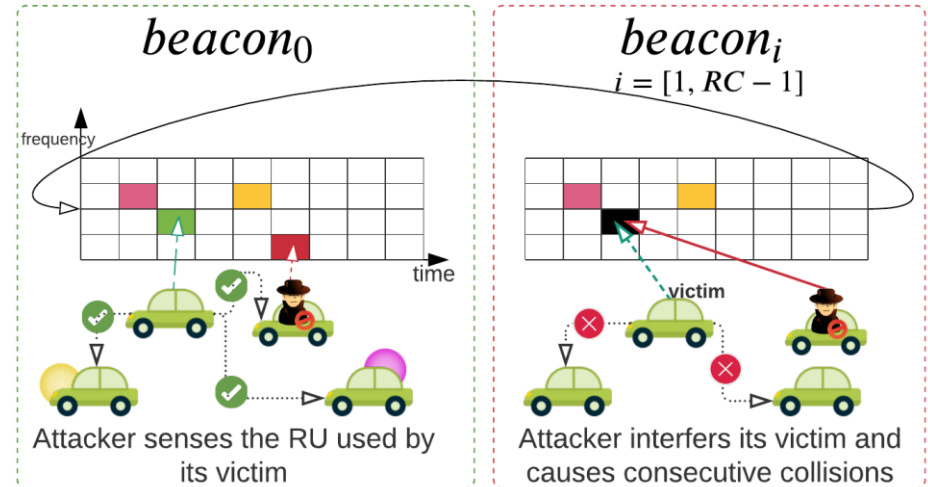 beacon₀
frequency
time
Attacker senses the RU used by
its victim
beaconᵢ
i = [1, RC − 1]
victim
Attacker interfers its victim and
causes consecutive collisions